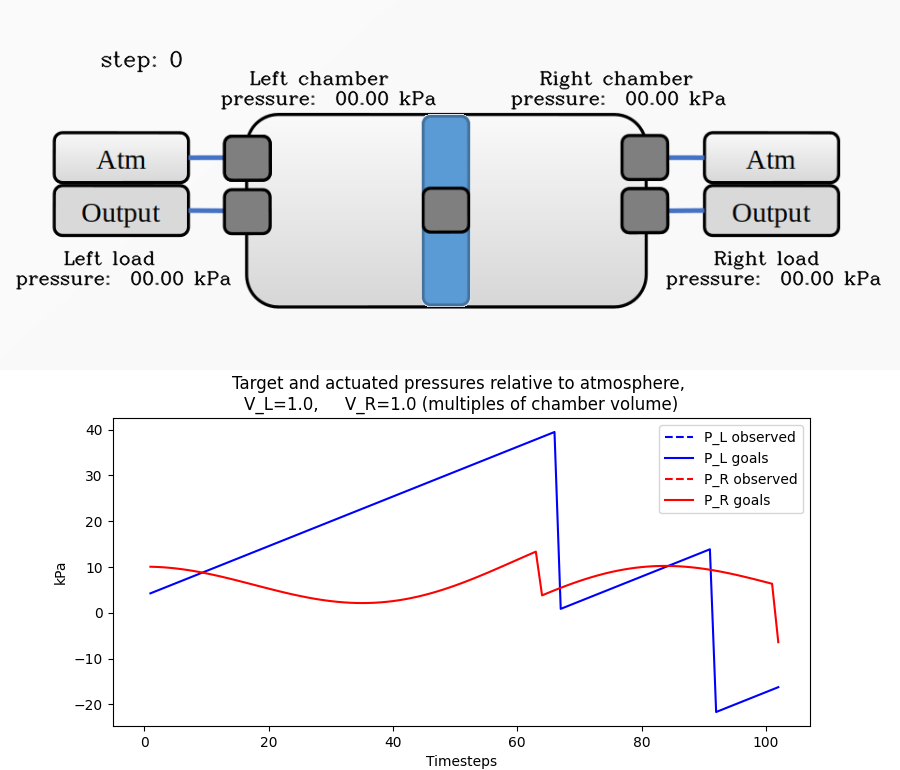 step: 0
Left chamber
pressure: 00.00 kPa
Right chamber
pressure: 00.00 kPa
Atm
Output
Atm
Output
Left load
pressure: 00.00 kPa
Right load
pressure: 00.00 kPa
Target and actuated pressures relative to atmosphere,
V_L=1.0, V_R=1.0 (multiples of chamber volume)
P_L observed
P_L goals
P_R observed
P_R goals
kPa
40
30
20
10
0
−10
−20
0 20 40 60 80 100
Timesteps